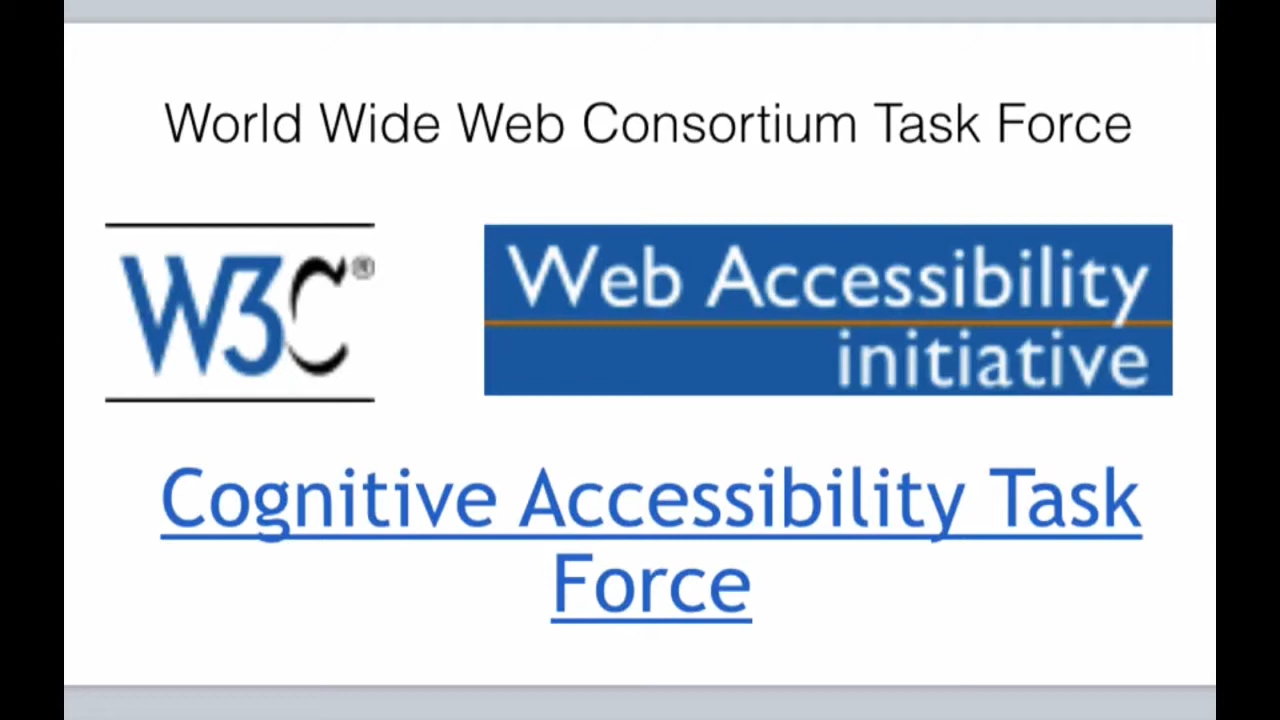 World Wide Web Consortium Task Force
W3C®
Web Accessibility
initiative
Cognitive Accessibility Task
Force